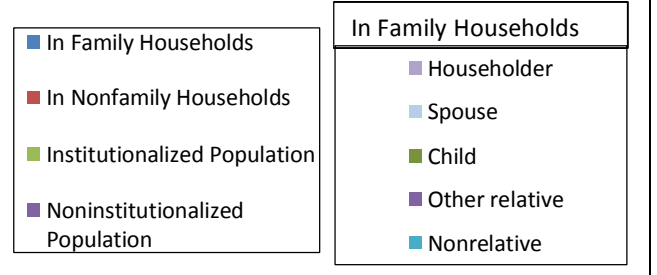 In Family Households
In Nonfamily Households
Institutionalized Population
Noninstitutionalized
Population
In Family Households
Householder
Spouse
Child
Other relative
Nonrelative